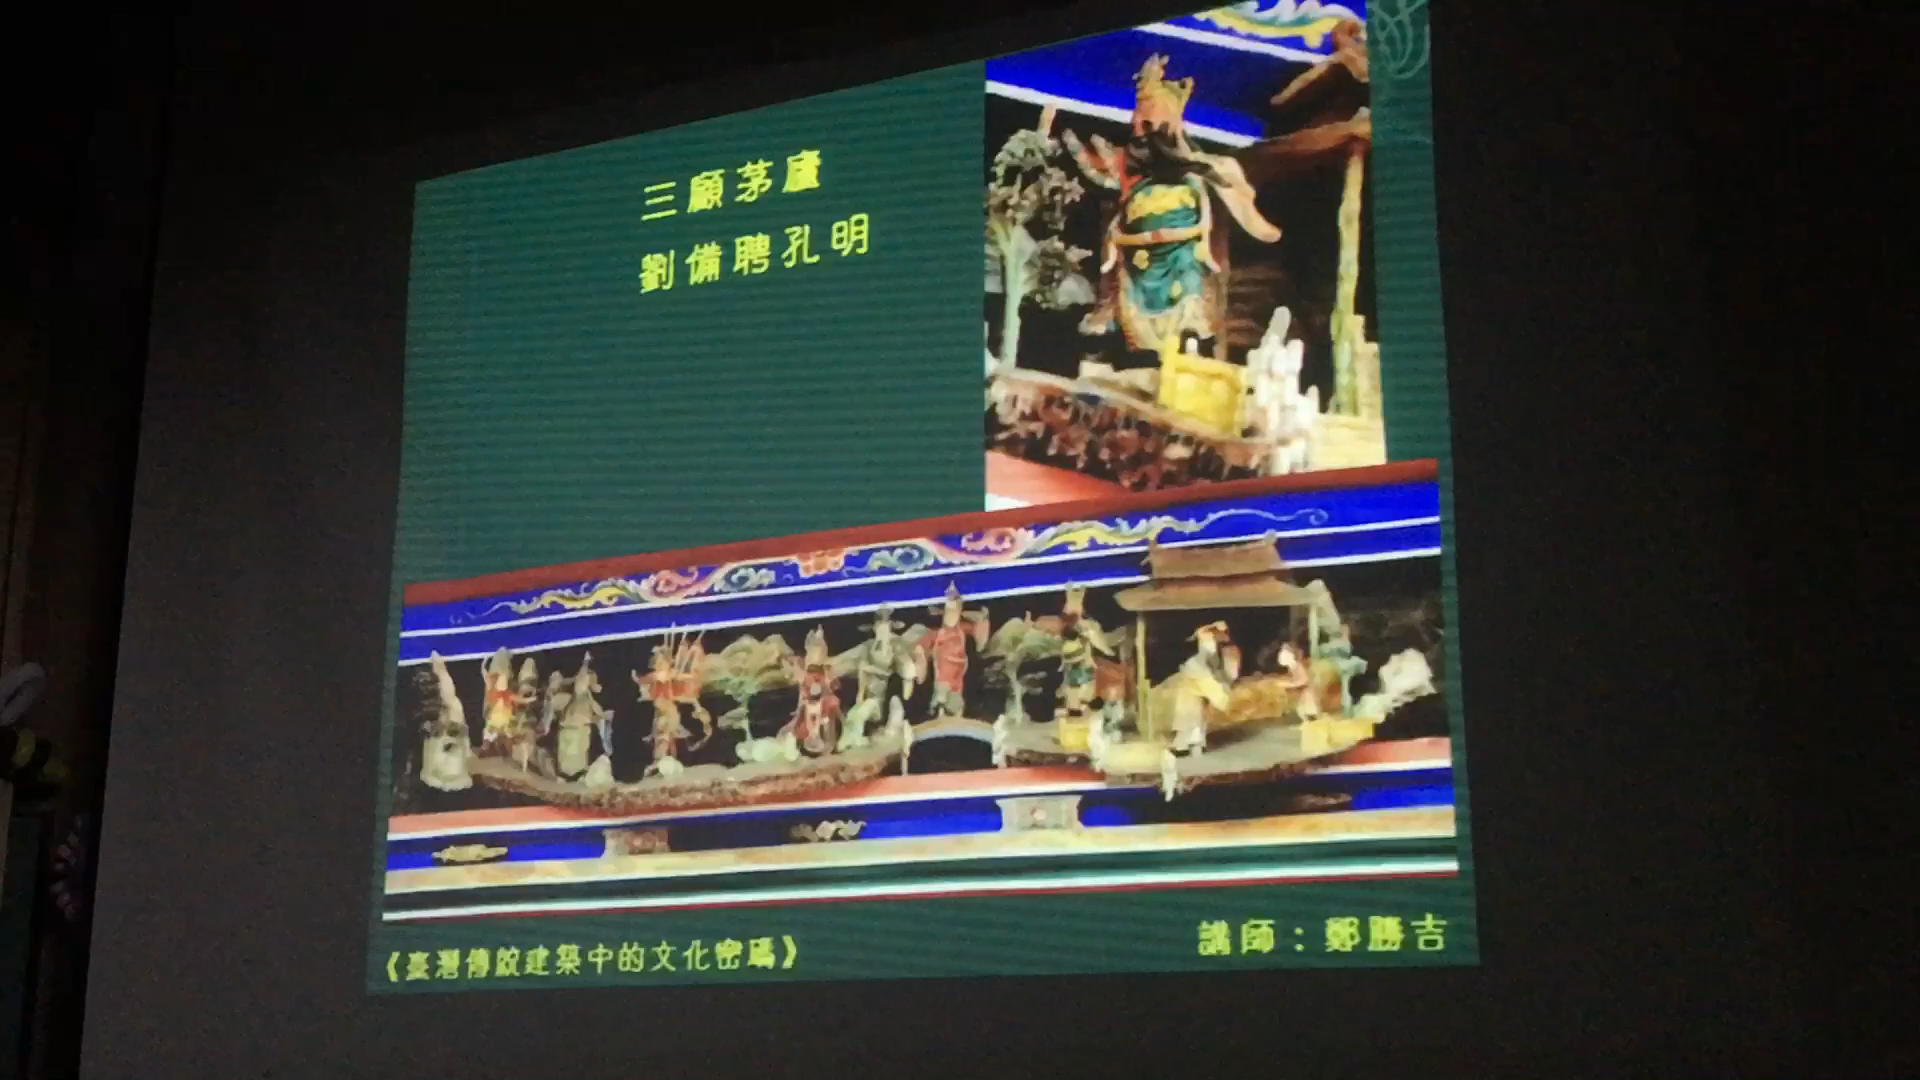 三顧茅廬
劉備聘孔明
《臺灣傳說建築中的文化密碼》
講師：鄭勝吉